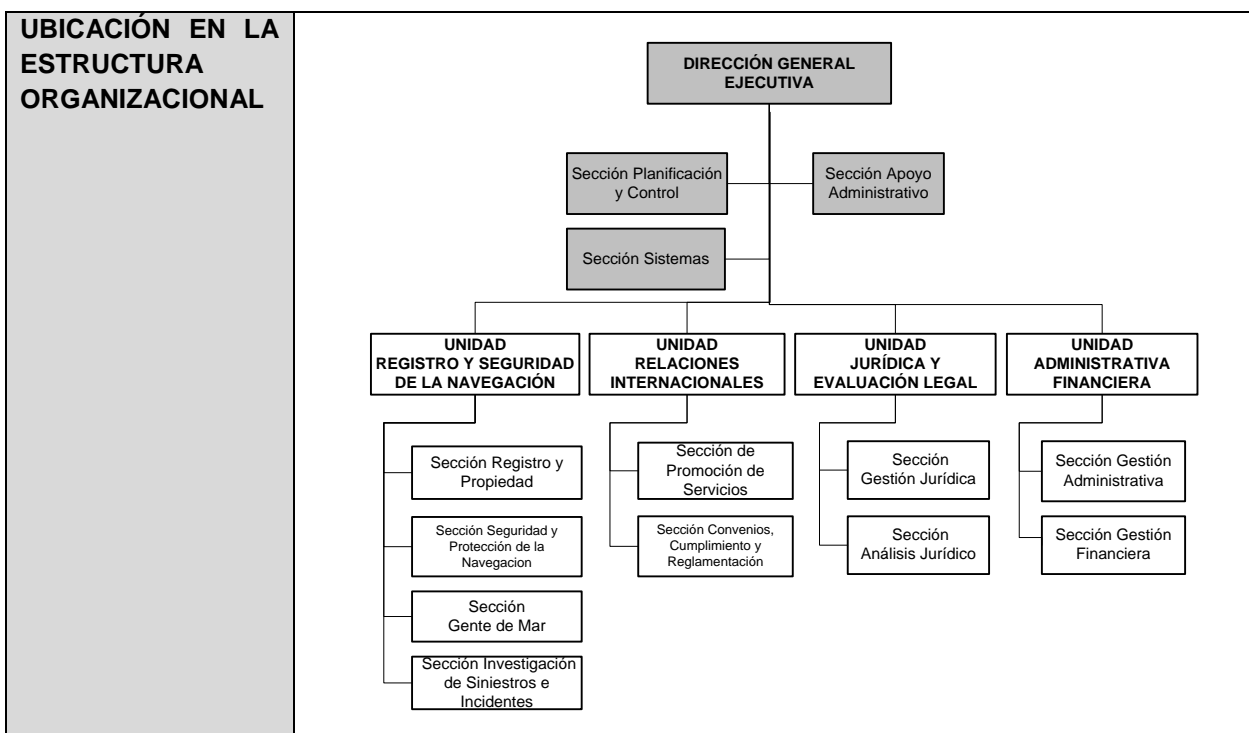 UBICACIÓN EN LA
ESTRUCTURA
ORGANIZACIONAL
DIRECCIÓN GENERAL
EJECUTIVA
Sección Planificación
y Control
Sección Apoyo
Administrativo
Sección Sistemas
UNIDAD
REGISTRO Y SEGURIDAD
DE LA NAVEGACIÓN
UNIDAD
RELACIONES
INTERNACIONALES
UNIDAD
JURÍDICA Y
EVALUACIÓN LEGAL
UNIDAD
ADMINISTRATIVA
FINANCIERA
Sección Registro y
Propiedad
Sección Seguridad y
Protección de la
Navegacion
Sección
Gente de Mar
Sección Investigación
de Siniestros e
Incidentes
Sección de
Promoción de
Servicios
Sección Convenios,
Cumplimiento y
Reglamentación
Sección
Gestión Jurídica
Sección
Análisis Jurídico
Sección Gestión
Administrativa
Sección Gestión
Financiera